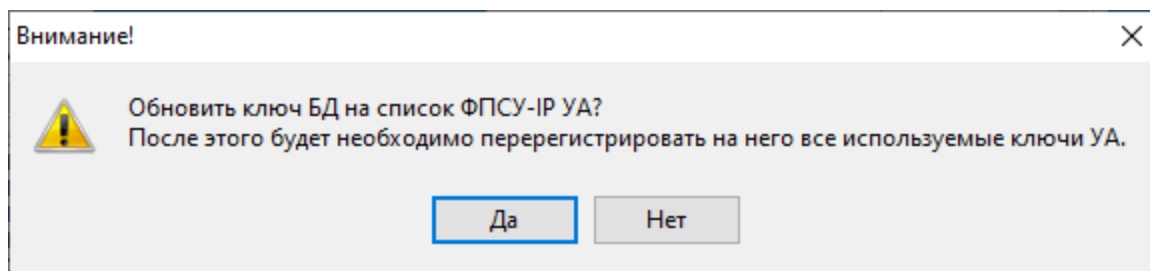 Внимание!
Обновить ключ БД на список ФПСУ-IP УА?
После этого будет необходимо перерегистрировать на него все используемые ключи УА.
Да
Нет